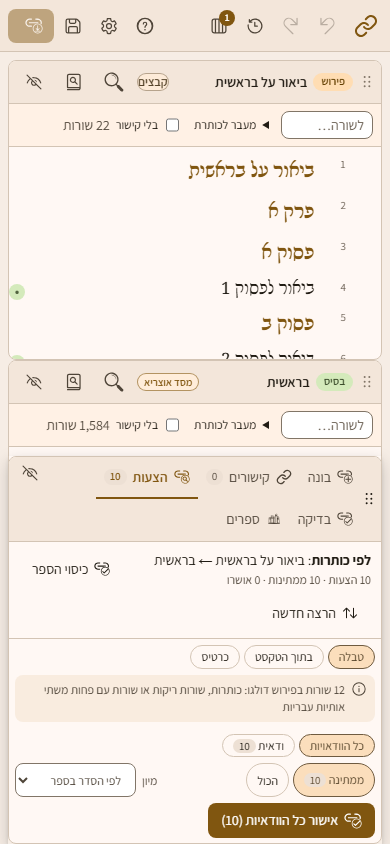 1
פירוש ביאור על בראשית קבצים
לשורה... מעבר לכותרת בלי קישור 22 שורות
1 ביאור על בראשית
2 פרק א
3 פסוק א
4 ביאור לפסוק 1
5 פסוק ב
6 ביאור לפסוק 2
בסיס בראשית מסד אוצריא
לשורה... מעבר לכותרת בלי קישור 1,584 שורות
בונה קישורים 0 הצעות 10
בדיקה ספרים
לפי כותרות: ביאור על בראשית ← בראשית כיסוי הספר
10 הצעות · 10 ממתינות · 0 אושרו
הרצה חדשה
טבלה בתוך הטקסט כרטיס
12 שורות בפירוש דולגו: כותרות, שורות ריקות או שורות עם פחות משתי
אותיות עבריות
כל הוודאויות ודאית 10
ממתינה 10 הכול מיון לפי הסדר בספר
אישור כל הוודאיות (10)